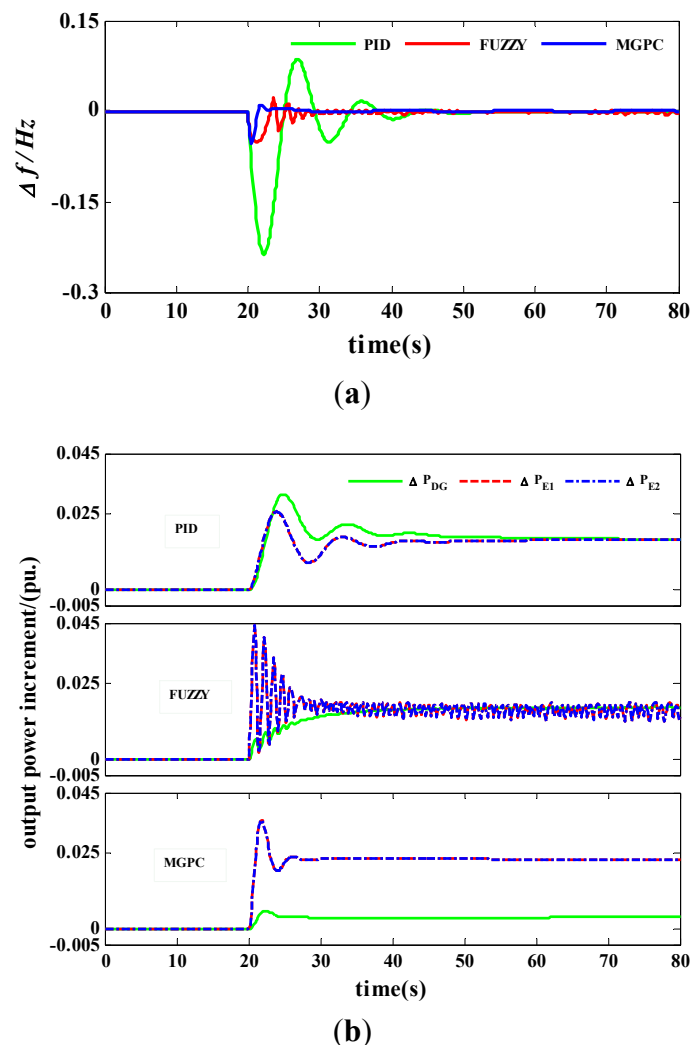 0.15
PID FUZZY MGPC
0
-0.15
-0.3
Δf/Hz
0 10 20 30 40 50 60 70 80
time(s)
(a)
output power increment/(pu.)
0.045
Δ P_DG Δ P_E1 Δ P_E2
0.025
PID
0
-0.005
0.045
0.025
FUZZY
0
-0.005
0.045
0.025
MGPC
0
-0.005
0 10 20 30 40 50 60 70 80
time(s)
(b)